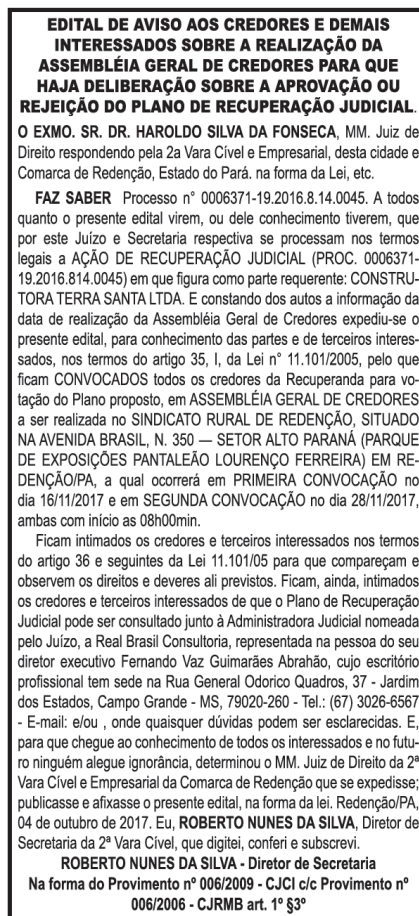 EDITAL DE AVISO AOS CREDORES E DEMAIS
INTERESSADOS SOBRE A REALIZAÇÃO DA
ASSEMBLÉIA GERAL DE CREDORES PARA QUE
HAJA DELIBERAÇÃO SOBRE A APROVAÇÃO OU
REJEIÇÃO DO PLANO DE RECUPERAÇÃO JUDICIAL.
O EXMO. SR. DR. HAROLDO SILVA DA FONSECA, MM. Juiz de
Direito respondendo pela 2a Vara Cível e Empresarial, desta cidade e
Comarca de Redenção, Estado do Pará. na forma da Lei, etc.
FAZ SABER Processo n° 0006371-19.2016.8.14.0045. A todos
quanto o presente edital virem, ou dele conhecimento tiverem, que
por este Juízo e Secretaria respectiva se processam nos termos
legais a AÇÃO DE RECUPERAÇÃO JUDICIAL (PROC. 0006371-
19.2016.814.0045) em que figura como parte requerente: CONSTRU-
TORA TERRA SANTA LTDA. E constando dos autos a informação da
data de realização da Assembléia Geral de Credores expediu-se o
presente edital, para conhecimento das partes e de terceiros interes-
sados, nos termos do artigo 35, I, da Lei n° 11.101/2005, pelo que
ficam CONVOCADOS todos os credores da Recuperanda para vo-
tação do Plano proposto, em ASSEMBLÉIA GERAL DE CREDORES
a ser realizada no SINDICATO RURAL DE REDENÇÃO, SITUADO
NA AVENIDA BRASIL, N. 350 — SETOR ALTO PARANÁ (PARQUE
DE EXPOSIÇÕES PANTALEÃO LOURENÇO FERREIRA) EM RE-
DENÇÃO/PA, a qual ocorrerá em PRIMEIRA CONVOCAÇÃO no
dia 16/11/2017 e em SEGUNDA CONVOCAÇÃO no dia 28/11/2017,
ambas com início as 08h00min.
Ficam intimados os credores e terceiros interessados nos termos
do artigo 36 e seguintes da Lei 11.101/05 para que compareçam e
observem os direitos e deveres ali previstos. Ficam, ainda, intimados
os credores e terceiros interessados de que o Plano de Recuperação
Judicial pode ser consultado junto à Administradora Judicial nomeada
pelo Juízo, a Real Brasil Consultoria, representada na pessoa do seu
diretor executivo Fernando Vaz Guimarães Abrahão, cujo escritório
profissional tem sede na Rua General Odorico Quadros, 37 - Jardim
dos Estados, Campo Grande - MS, 79020-260 - Tel.: (67) 3026-6567
- E-mail: e/ou , onde quaisquer dúvidas podem ser esclarecidas. E,
para que chegue ao conhecimento de todos os interessados e no futu-
ro ninguém alegue ignorância, determinou o MM. Juiz de Direito da 2ª
Vara Cível e Empresarial da Comarca de Redenção que se expedisse;
publicasse e afixasse o presente edital, na forma da lei. Redenção/PA,
04 de outubro de 2017. Eu, ROBERTO NUNES DA SILVA, Diretor de
Secretaria da 2ª Vara Cível, que digitei, conferi e subscrevi.
ROBERTO NUNES DA SILVA - Diretor de Secretaria
Na forma do Provimento nº 006/2009 - CJCI c/c Provimento nº
006/2006 - CJRMB art. 1º §3º